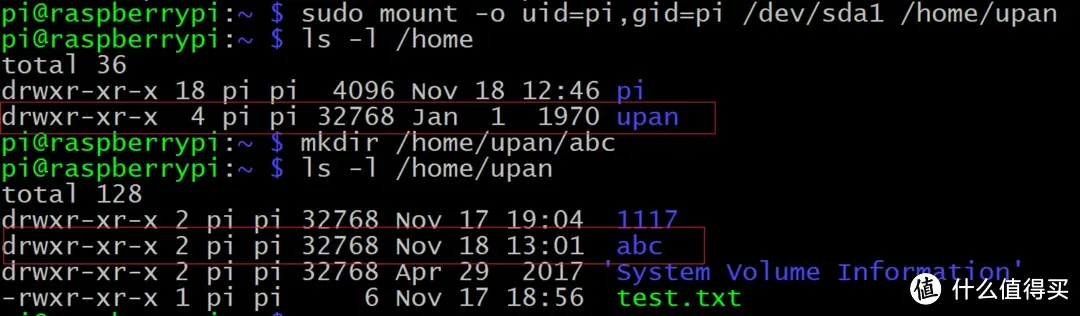 pi@raspberrypi:~ $ sudo mount -o uid=pi,gid=pi /dev/sda1 /home/upan
pi@raspberrypi:~ $ ls -l /home
total 36
drwxr-xr-x 18 pi pi  4096 Nov 18 12:46 pi
drwxr-xr-x  4 pi pi 32768 Jan  1  1970 upan
pi@raspberrypi:~ $ mkdir /home/upan/abc
pi@raspberrypi:~ $ ls -l /home/upan
total 128
drwxr-xr-x 2 pi pi 32768 Nov 17 19:04  1117
drwxr-xr-x 2 pi pi 32768 Nov 18 13:01  abc
drwxr-xr-x 2 pi pi 32768 Apr 29  2017 'System Volume Information'
-rwxr-xr-x 1 pi pi     6 Nov 17 18:56  test.txt
值 什么值得买